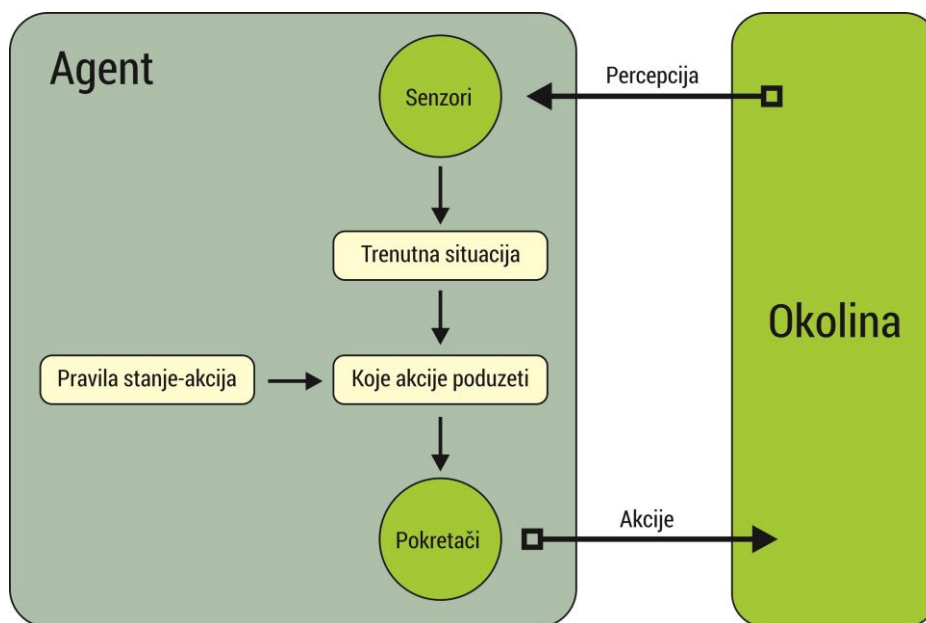 Agent
Senzori
Percepcija
Trenutna situacija
Okolina
Pravila stanje-akcija
Koje akcije poduzeti
Pokretači
Akcije